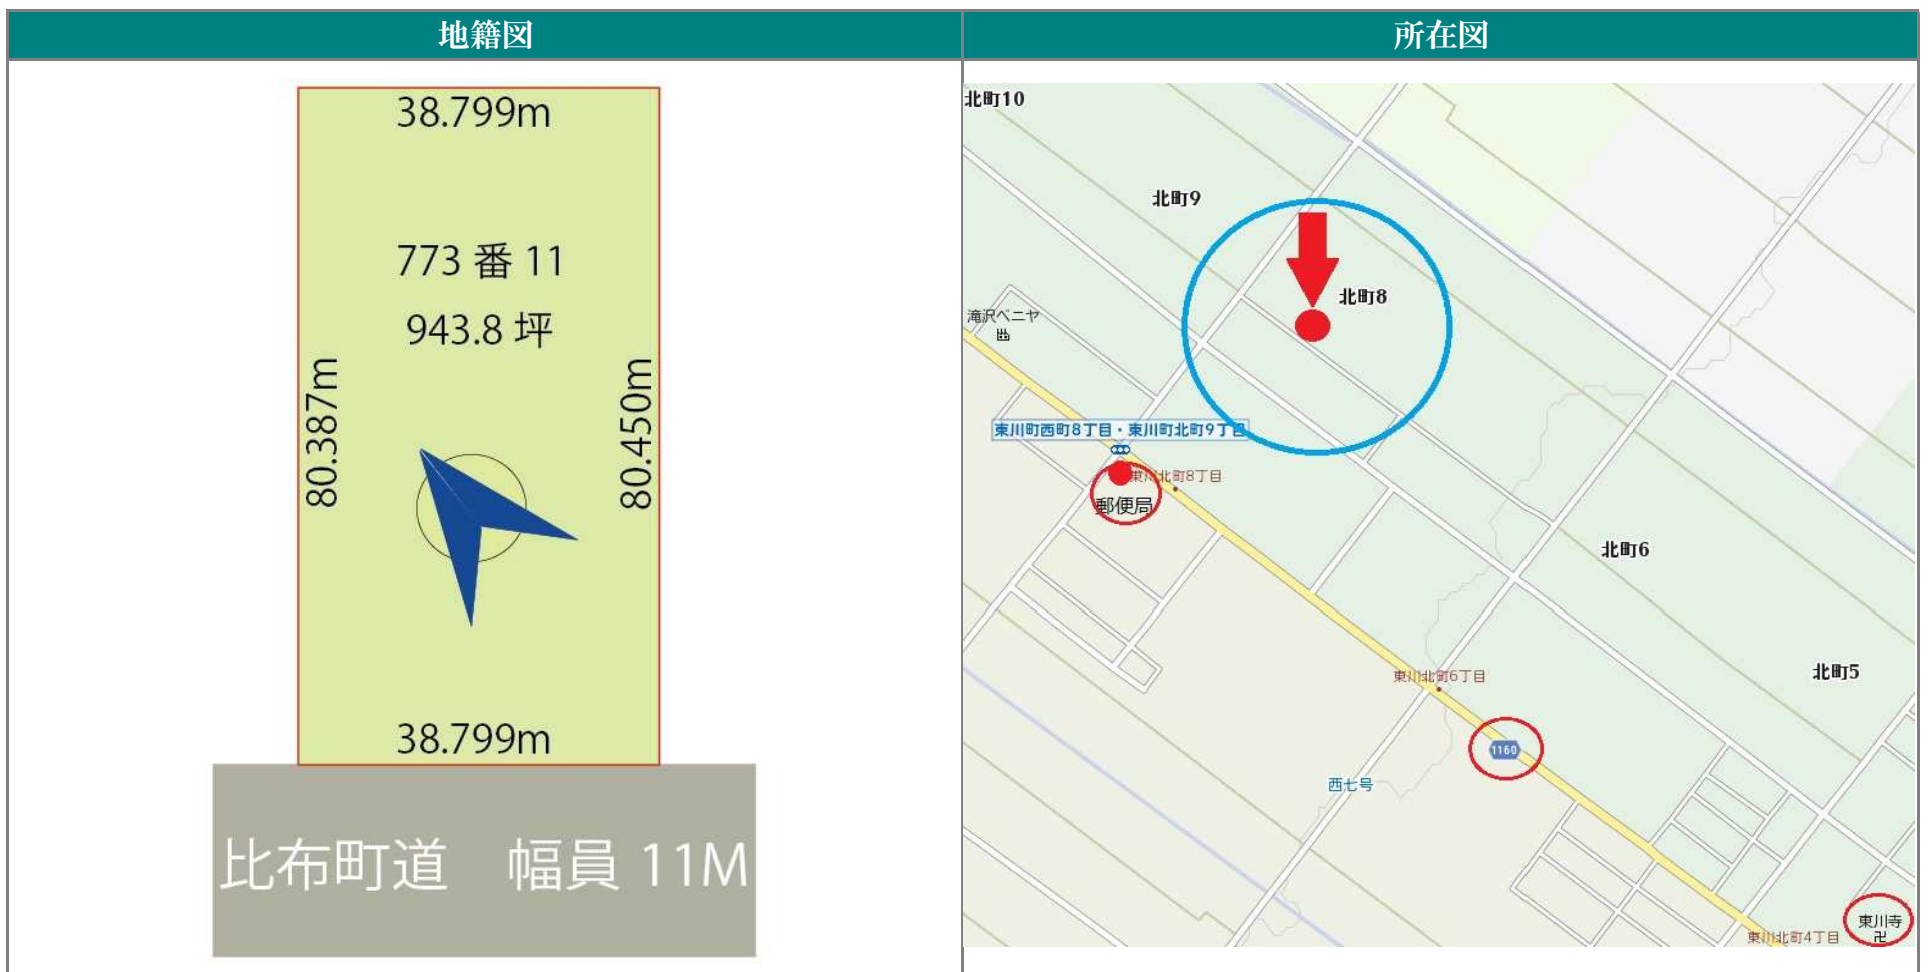 地籍図
所在図
38.799m
773 番 11
943.8 坪
80.387m
80.450m
38.799m
比布町道　幅員 11M
北町10
北町9
北町8
滝沢ベニヤ
東川町西町8丁目・東川町北町9丁目
東川北町8丁目
郵便局
北町6
北町5
東川北町6丁目
1160
西七号
東川寺
卍
東川北町4丁目